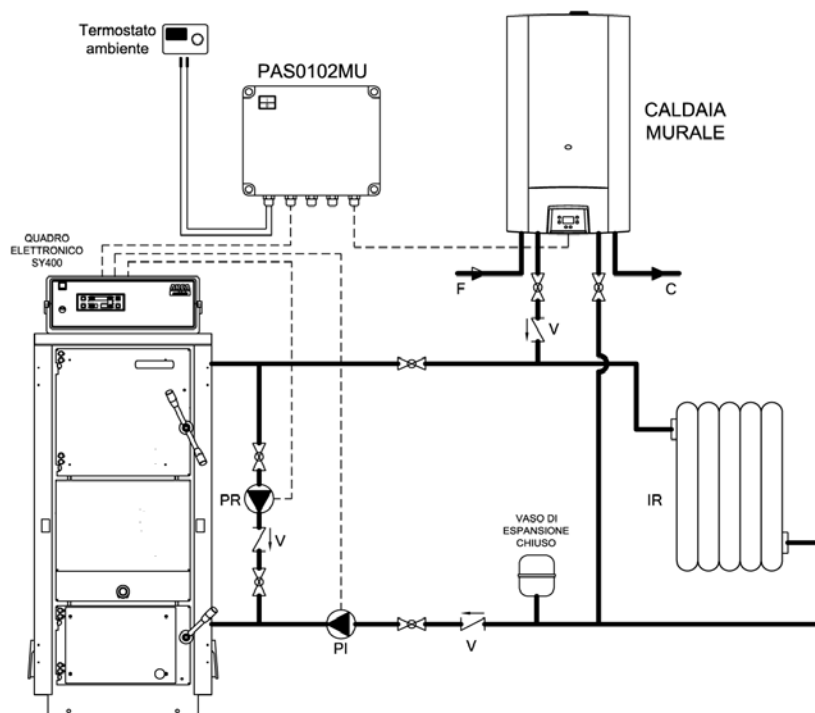 Termostato
ambiente
PAS0102MU
CALDAIA
MURALE
QUADRO
ELETTRONICO
SY400
F
C
V
PR
V
IR
VASO DI
ESPANSIONE
CHIUSO
PI
V